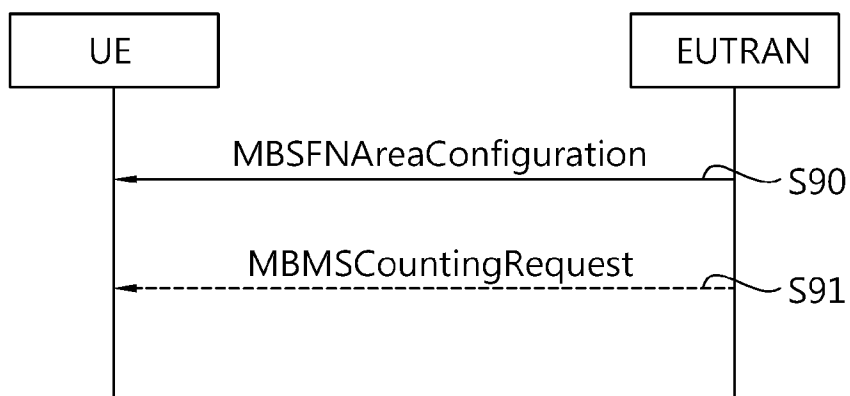 UE
EUTRAN
MBSFNAreaConfiguration
S90
MBMSCountingRequest
S91